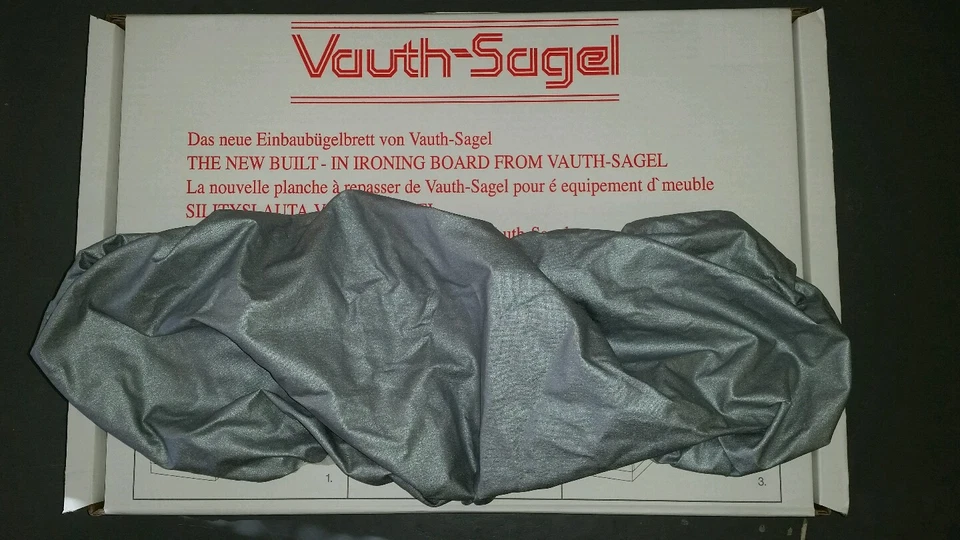 Vauth-Sagel
Das neue Einbaubügelbrett von Vauth-Sagel
THE NEW BUILT - IN IRONING BOARD FROM VAUTH-SAGEL
La nouvelle planche à repasser de Vauth-Sagel pour é equipement d`meuble
SILITYSLAUTA
1.
3.